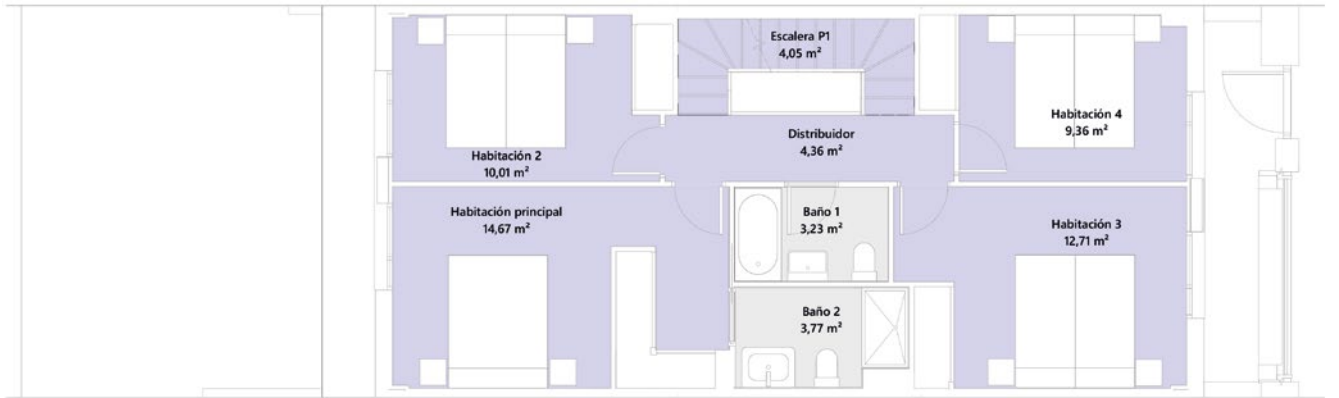 Escalera P1
4,05 m²
Habitación 4
9,36 m²
Distribuidor
4,36 m²
Habitación 2
10,01 m²
Habitación principal
14,67 m²
Baño 1
3,23 m²
Habitación 3
12,71 m²
Baño 2
3,77 m²